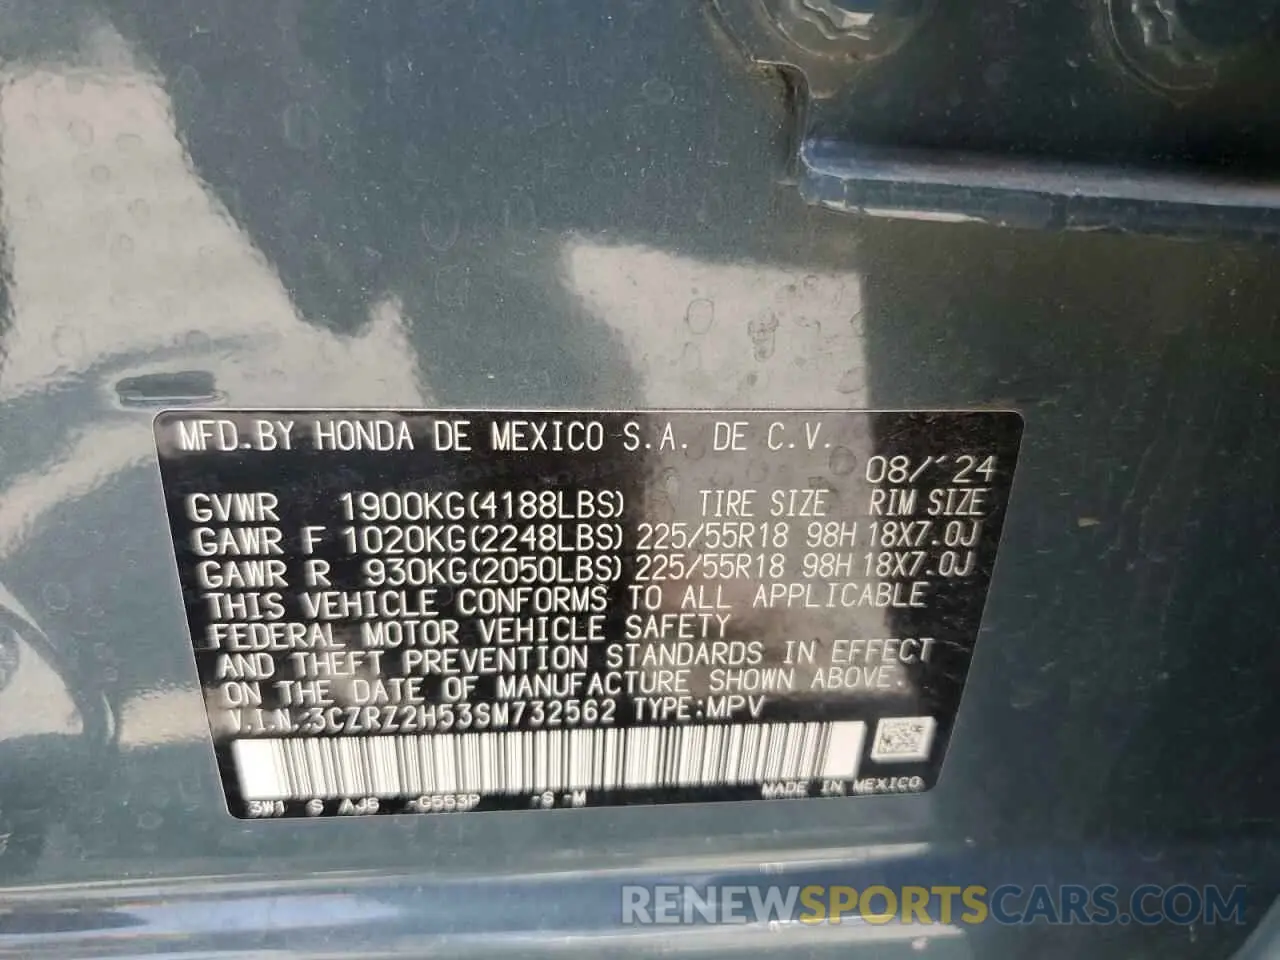 MFD.BY HONDA DE MEXICO S.A. DE C.V.
08/´24
GVWR 1900KG(4188LBS) TIRE SIZE RIM SIZE
GAWR F 1020KG(2248LBS) 225/55R18 98H 18X7.0J
GAWR R 930KG(2050LBS) 225/55R18 98H 18X7.0J
THIS VEHICLE CONFORMS TO ALL APPLICABLE
FEDERAL MOTOR VEHICLE SAFETY
AND THEFT PREVENTION STANDARDS IN EFFECT
ON THE DATE OF MANUFACTURE SHOWN ABOVE.
V.I.N.:3CZRZ2H53SM732562 TYPE:MPV
MADE IN MEXICO
3W1 S AJ6 -G553P -S -M
RENEWSPORTSCARS.COM